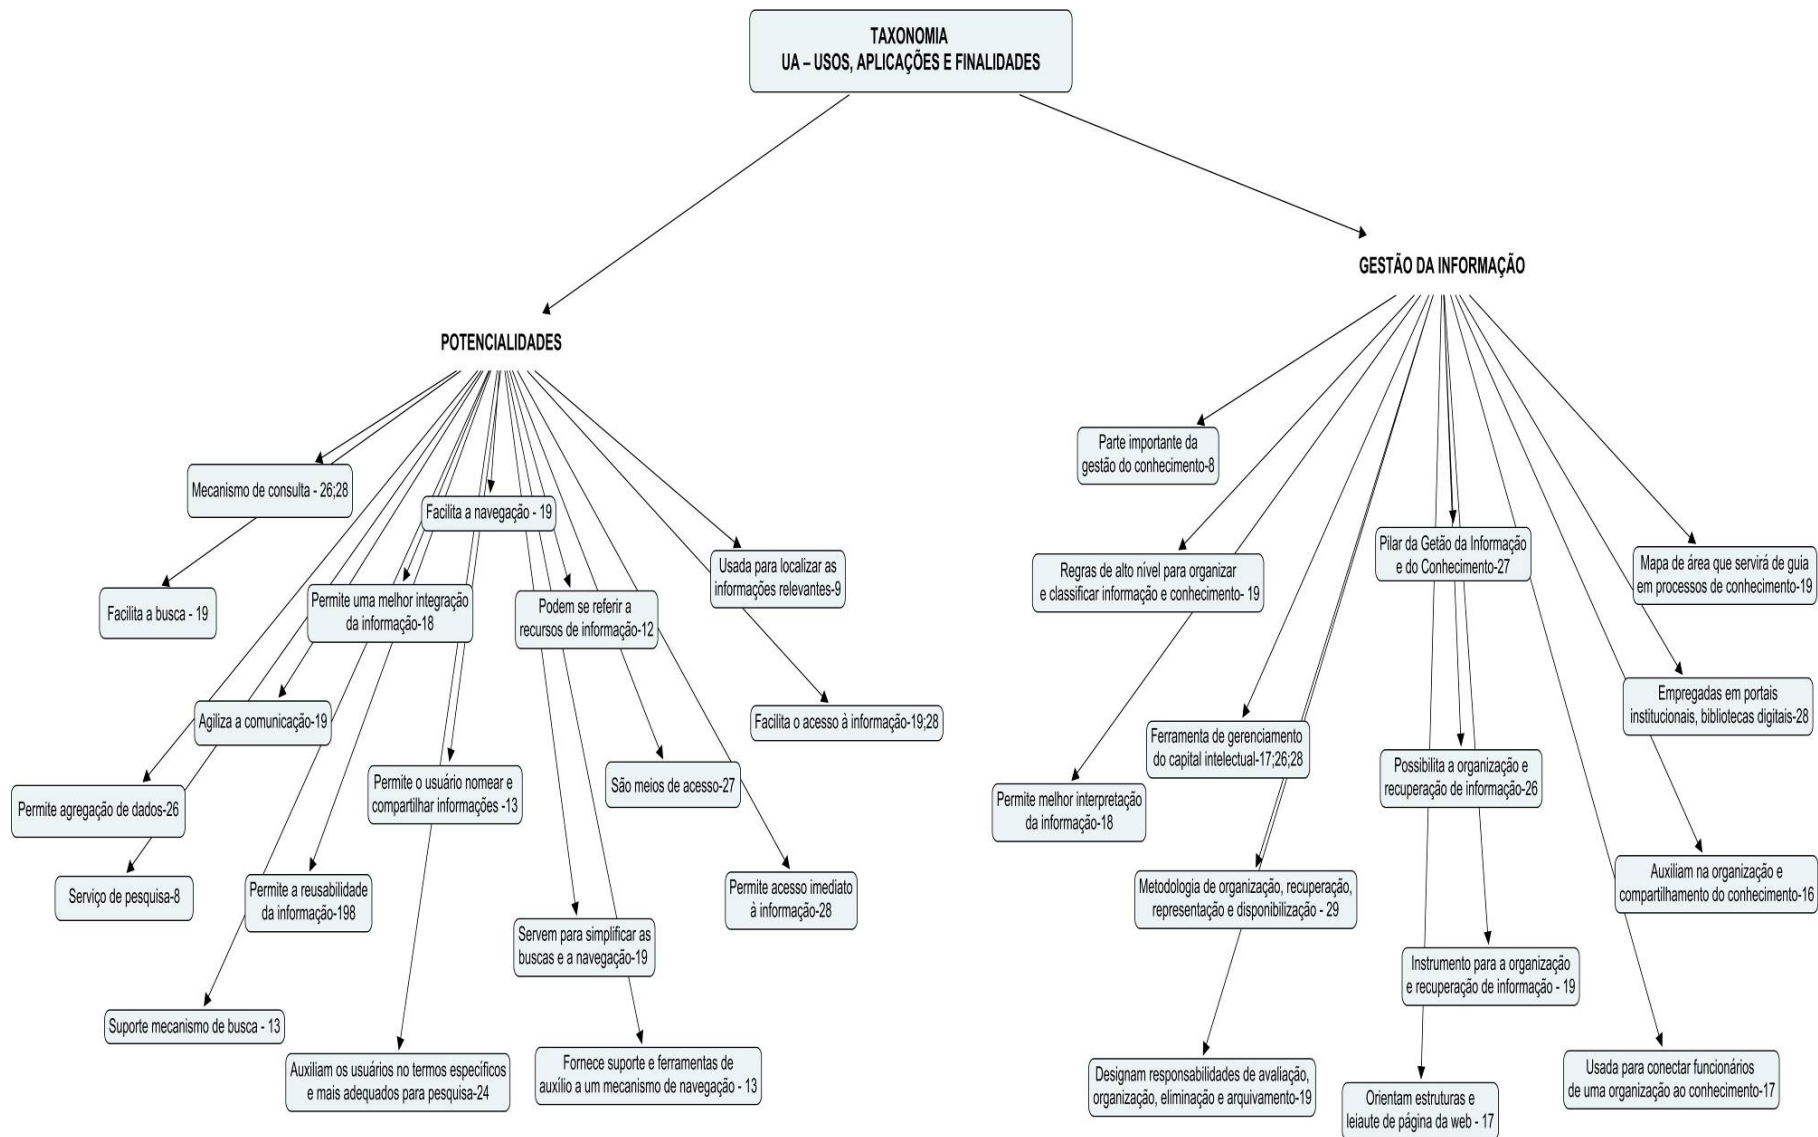 TAXONOMIA
UA – USOS, APLICAÇÕES E FINALIDADES
GESTÃO DA INFORMAÇÃO
POTENCIALIDADES
Mecanismo de consulta - 26;28
Facilita a navegação - 19
Usada para localizar as
informações relevantes-9
Facilita a busca - 19
Permite uma melhor integração
da informação-18
Podem se referir a
recursos de informação-12
Agiliza a comunicação-19
Facilita o acesso à informação-19;28
Permite o usuário nomear e
compartilhar informações -13
São meios de acesso-27
Permite agregação de dados-26
Serviço de pesquisa-8
Permite a reusabilidade
da informação-198
Permite acesso imediato
à informação-28
Servem para simplificar as
buscas e a navegação-19
Suporte mecanismo de busca - 13
Auxiliam os usuários no termos específicos
e mais adequados para pesquisa-24
Fornece suporte e ferramentas de
auxílio a um mecanismo de navegação - 13
Parte importante da
gestão do conhecimento-8
Regras de alto nível para organizar
e classificar informação e conhecimento- 19
Pilar da Getão da Informação
e do Conhecimento-27
Mapa de área que servirá de guia
em processos de conhecimento-19
Empregadas em portais
institucionais, bibliotecas digitais-28
Ferramenta de gerenciamento
do capital intelectual-17;26;28
Possibilita a organização e
recuperação de informação-26
Permite melhor interpretação
da informação-18
Metodologia de organização, recuperação,
representação e disponibilização - 29
Auxiliam na organização e
compartilhamento do conhecimento-16
Instrumento para a organização
e recuperação de informação - 19
Designam responsabilidades de avaliação,
organização, eliminação e arquivamento-19
Orientam estruturas e
leiaute de página da web - 17
Usada para conectar funcionários
de uma organização ao conhecimento-17